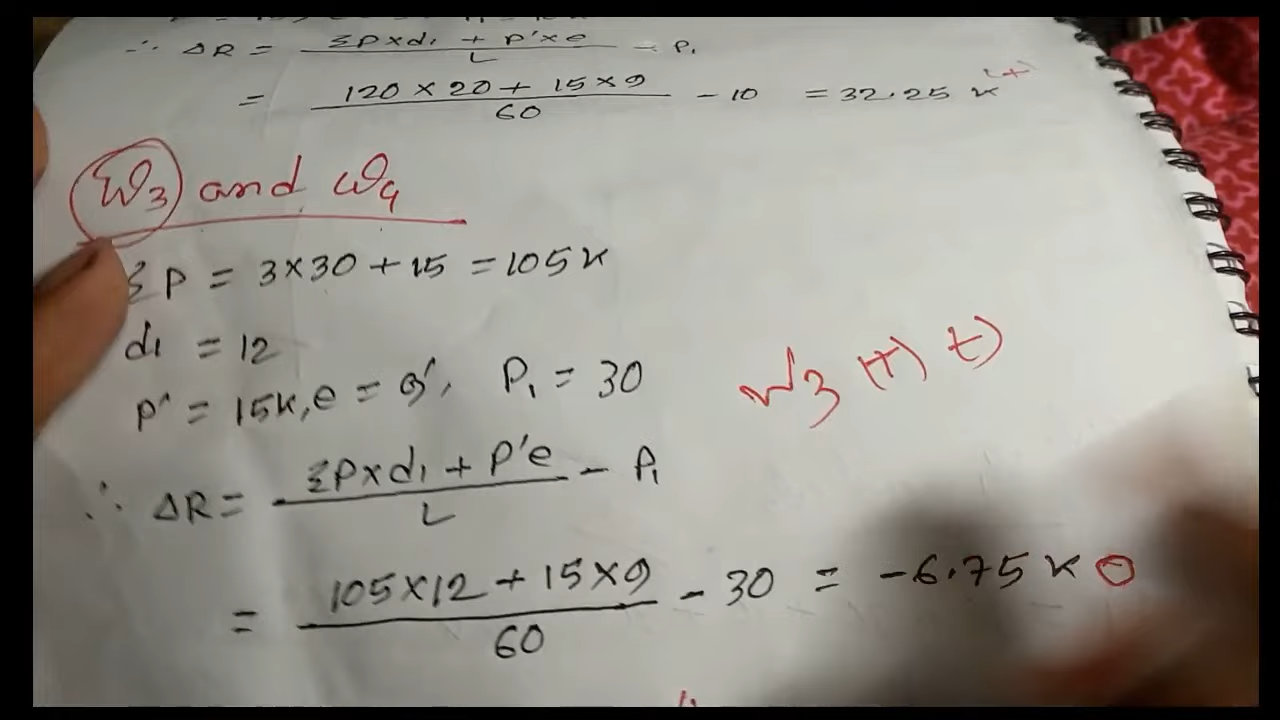 ∴ ΔR = ΣP×d₁ + P'×e / L - P₁
= 120 × 20 + 15 × 9 / 60 - 10 = 32.25 K (+)
W₃ and W₄
ΣP = 3×30 + 15 = 105K
d₁ = 12
P' = 15K, e = 9', P₁ = 30
W₃ (+) (-)
∴ ΔR = ΣP×d₁ + P'e / L - P₁
= 105×12 + 15×9 / 60 - 30 = -6.75 K